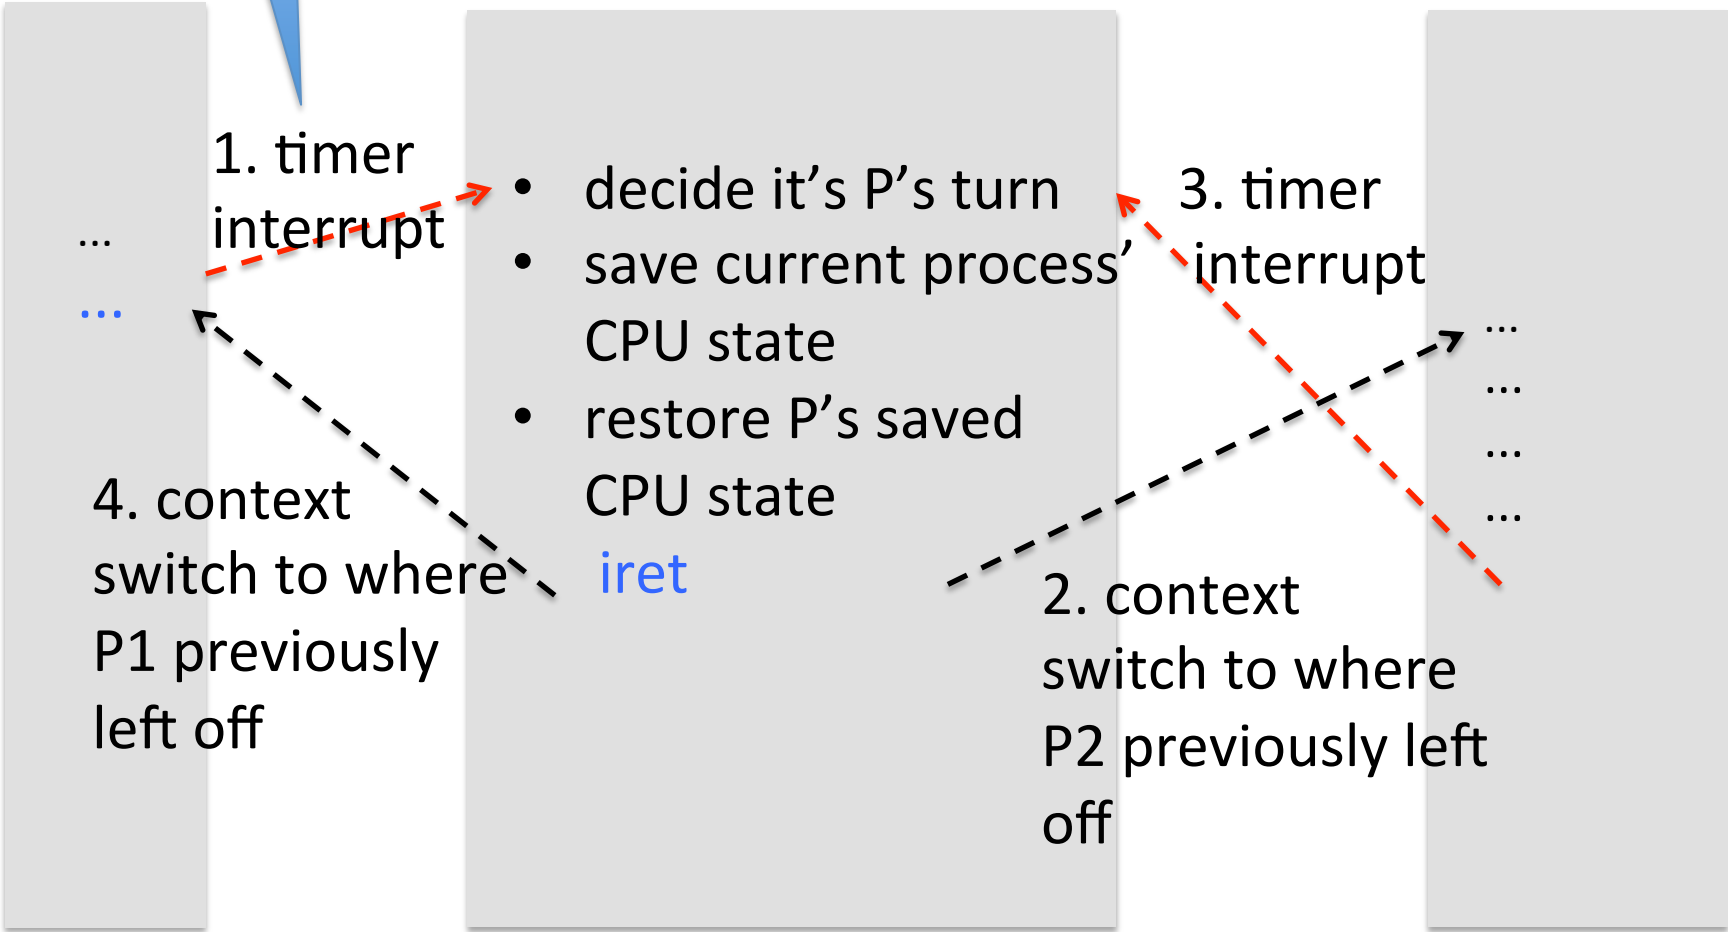 1. timer
interrupt
...
...
4. context
switch to where
P1 previously
left off
• decide it’s P’s turn
• save current process’
CPU state
• restore P’s saved
CPU state
iret
3. timer
interrupt
2. context
switch to where
P2 previously left
off
...
...
...
...